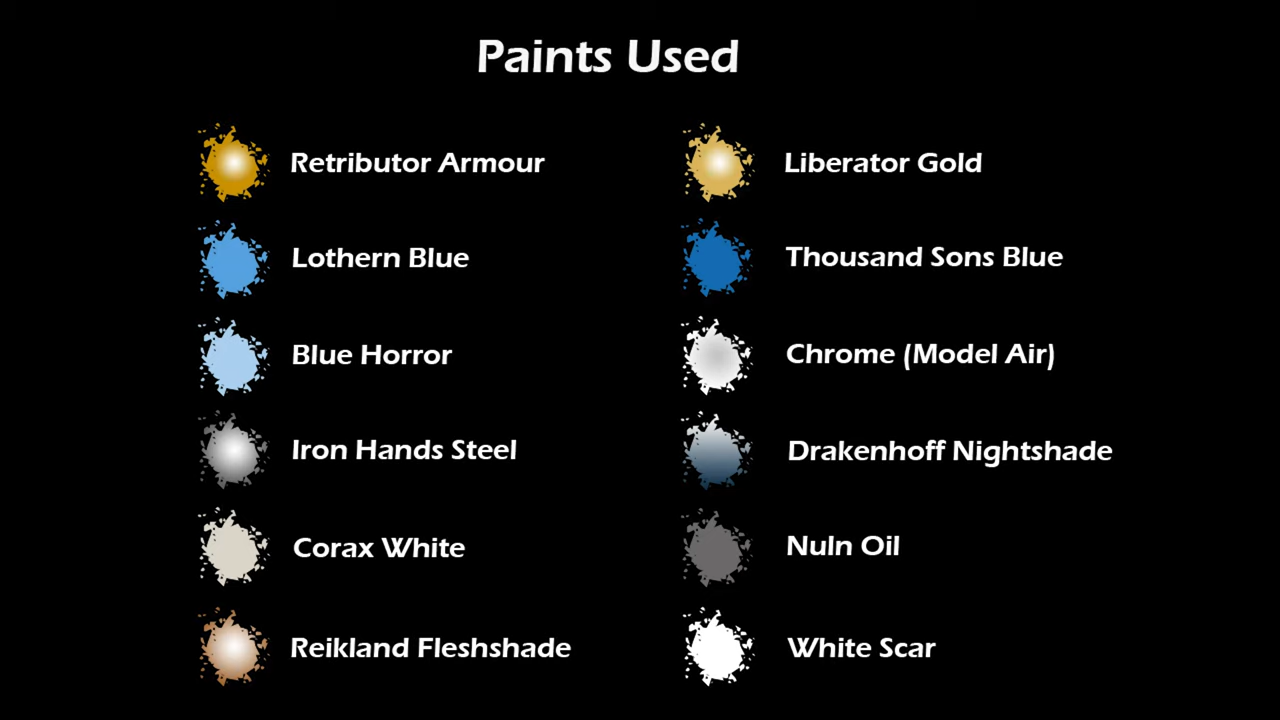 Paints Used
Retributor Armour
Liberator Gold
Lothern Blue
Thousand Sons Blue
Blue Horror
Chrome (Model Air)
Iron Hands Steel
Drakenhoff Nightshade
Corax White
Nuln Oil
Reikland Fleshshade
White Scar